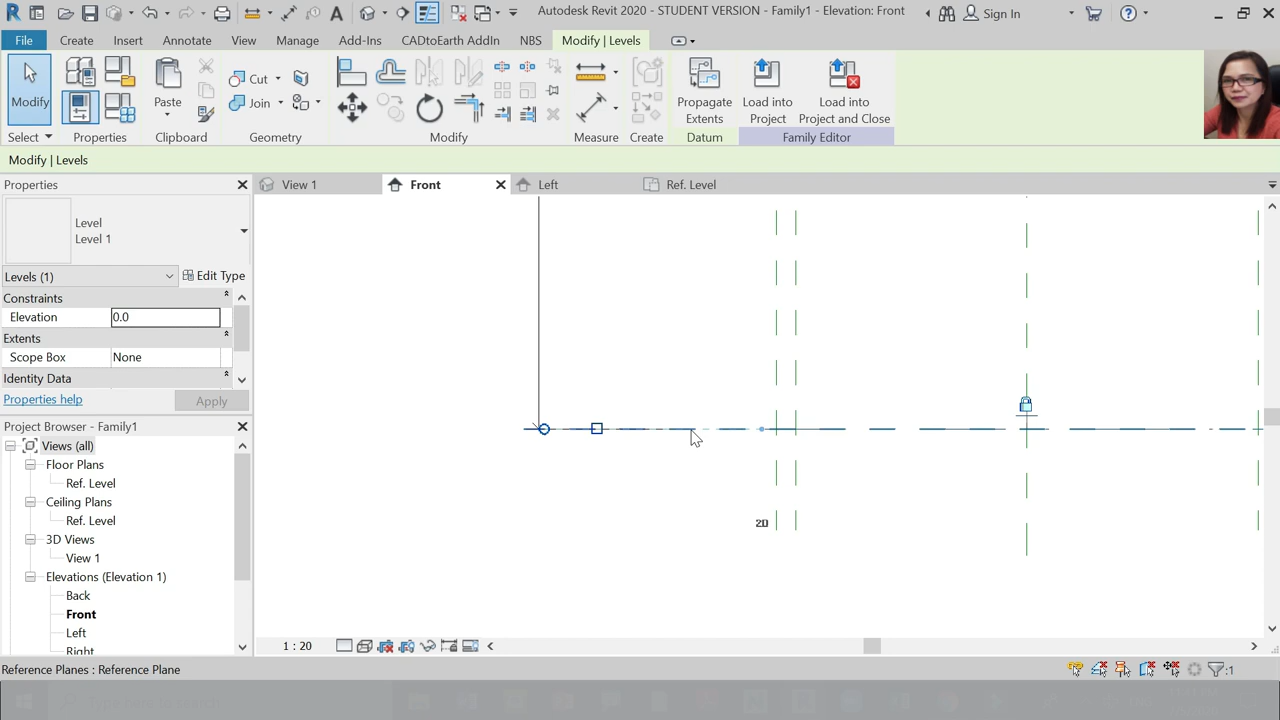 Autodesk Revit 2020 - STUDENT VERSION - Family1 - Elevation: Front
Sign In
File Create Insert Annotate View Manage Add-Ins CADtoEarth AddIn NBS Modify | Levels
Modify
Paste
Cut
Join
Propagate Extents
Load into Project
Load into Project and Close
Select Properties Clipboard Geometry Modify Measure Create Datum Family Editor
Modify | Levels
Properties
View 1 Front Left Ref. Level
Level
Level 1
Levels (1) Edit Type
Constraints
Elevation 0.0
Extents
Scope Box None
Identity Data
Properties help Apply
Project Browser - Family1
Views (all)
Floor Plans
Ref. Level
Ceiling Plans
Ref. Level
3D Views
View 1
Elevations (Elevation 1)
Back
Front
Left
Right
2D
1 : 20
Reference Planes : Reference Plane
:1